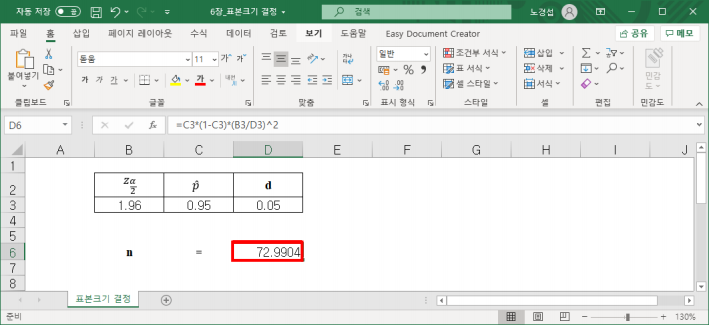 자동 저장 6장_표본크기 결정 검색 노경섭
파일 홈 삽입 페이지 레이아웃 수식 데이터 검토 보기 도움말 Easy Document Creator 공유 메모
붙여넣기 돋움 11 일반 조건부 서식 삽입 민감도
가 가 가 가 가 % 표 서식 삭제
셀 스타일 서식
클립보드 글꼴 맞춤 표시 형식 스타일 셀 편집 민감도
D6 fx =C3*(1-C3)*(B3/D3)^2
A B C D E F G H I J
1
2 zα/2 p̂ d
3 1.96 0.95 0.05
4
5
6 n = 72.9904
7
8
표본크기 결정
준비 130%